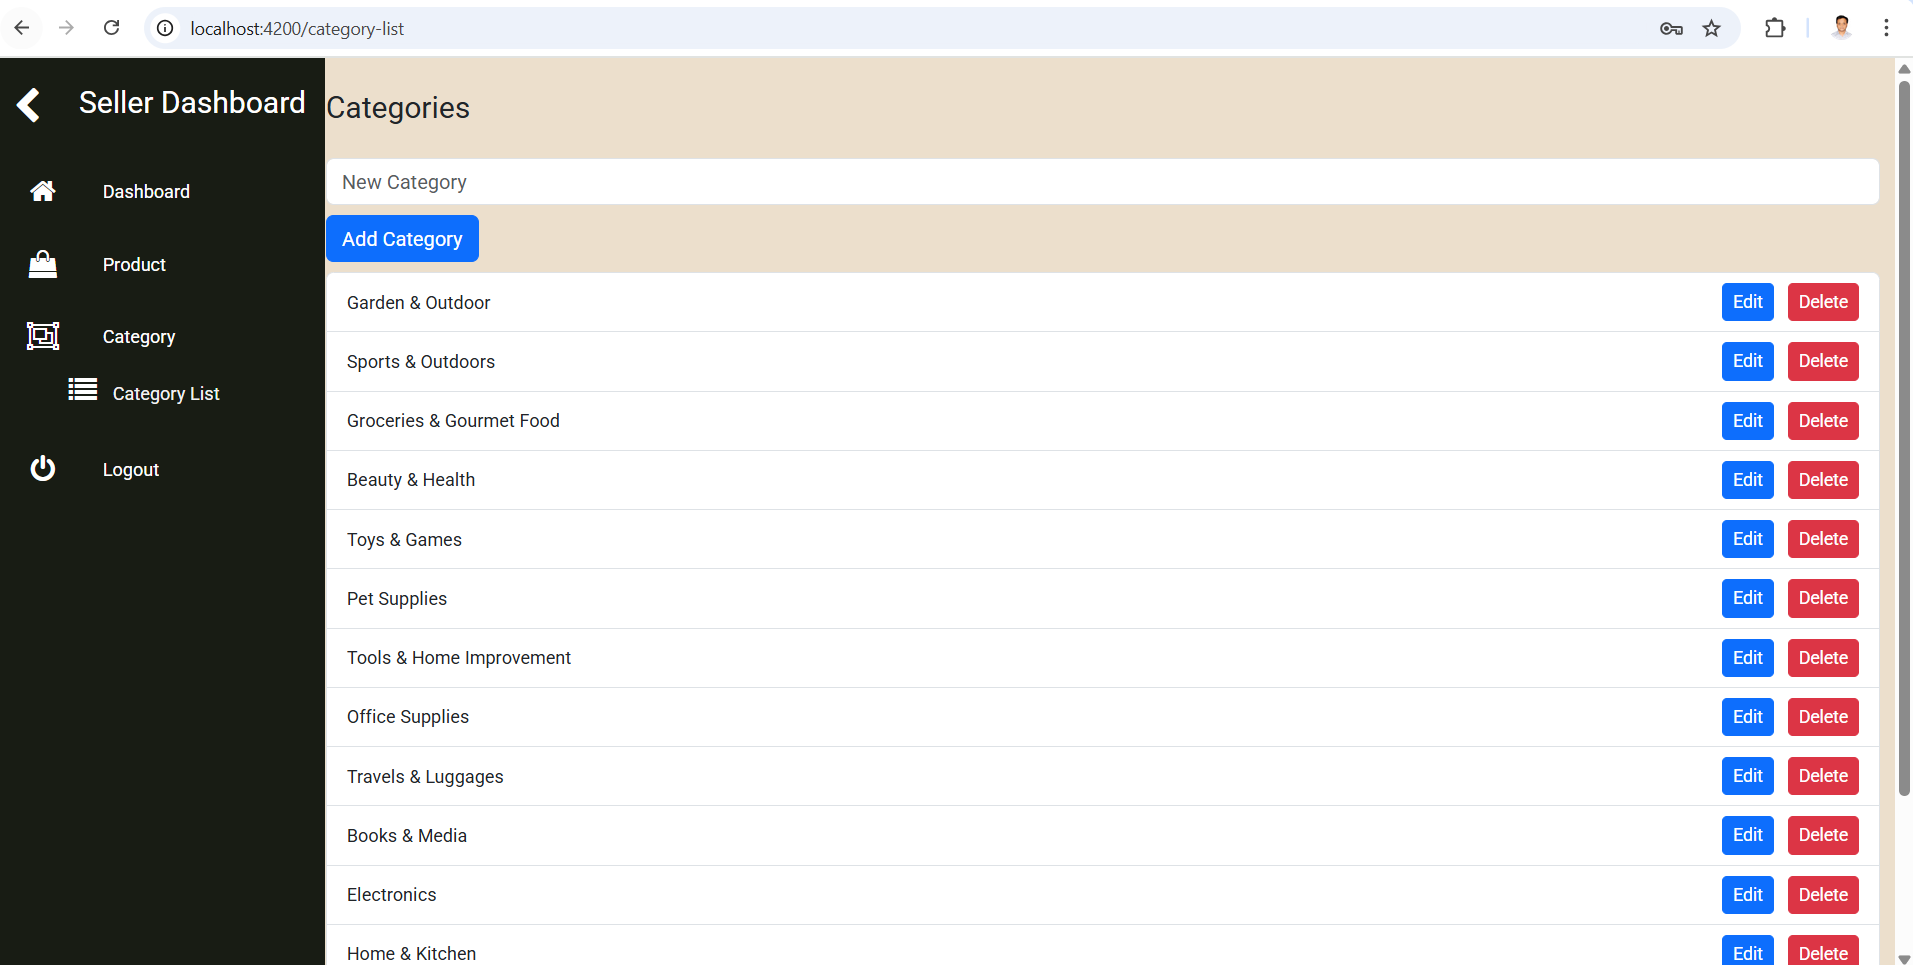 localhost:4200/category-list
Seller Dashboard
Dashboard
Product
Category
Category List
Logout
Categories
New Category
Add Category
Garden & Outdoor Edit Delete
Sports & Outdoors Edit Delete
Groceries & Gourmet Food Edit Delete
Beauty & Health Edit Delete
Toys & Games Edit Delete
Pet Supplies Edit Delete
Tools & Home Improvement Edit Delete
Office Supplies Edit Delete
Travels & Luggages Edit Delete
Books & Media Edit Delete
Electronics Edit Delete
Home & Kitchen Edit Delete